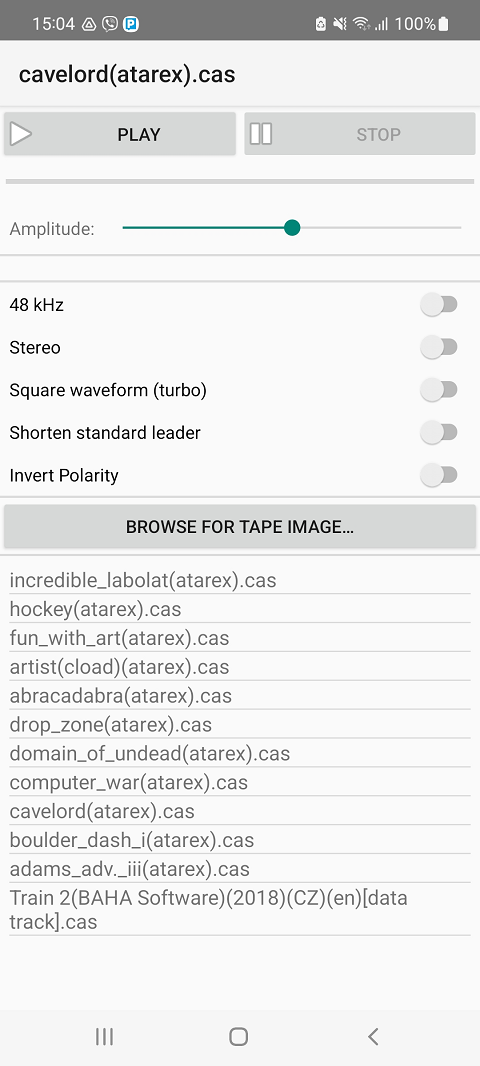 15:04 P 100%
cavelord(atarex).cas
PLAY STOP
Amplitude:
48 kHz
Stereo
Square waveform (turbo)
Shorten standard leader
Invert Polarity
BROWSE FOR TAPE IMAGE...
incredible_labolat(atarex).cas
hockey(atarex).cas
fun_with_art(atarex).cas
artist(cload)(atarex).cas
abracadabra(atarex).cas
drop_zone(atarex).cas
domain_of_undead(atarex).cas
computer_war(atarex).cas
cavelord(atarex).cas
boulder_dash_i(atarex).cas
adams_adv._iii(atarex).cas
Train 2(BAHA Software)(2018)(CZ)(en)[data
track].cas